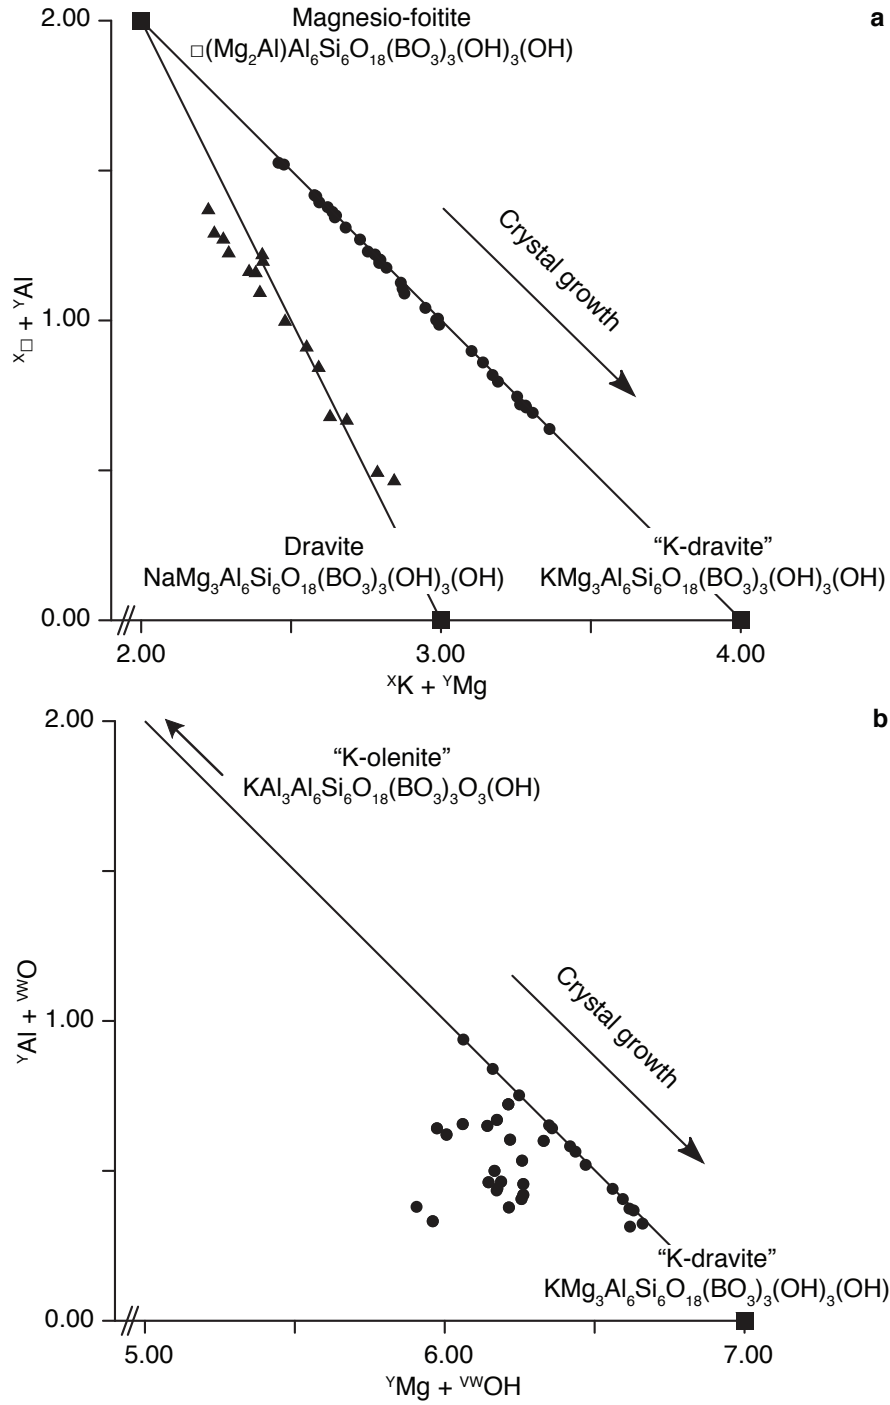 a
2.00
Magnesio-foitite
□(Mg₂Al)Al₆Si₆O₁₈(BO₃)₃(OH)₃(OH)
Crystal growth
1.00
ˣ□ + ʸAl
Dravite
NaMg₃Al₆Si₆O₁₈(BO₃)₃(OH)₃(OH)
“K-dravite”
KMg₃Al₆Si₆O₁₈(BO₃)₃(OH)₃(OH)
0.00
2.00 3.00 4.00
ˣK + ʸMg
b
2.00
“K-olenite”
KAl₃Al₆Si₆O₁₈(BO₃)₃O₃(OH)
Crystal growth
1.00
ʸAl + ⱽᵂO
“K-dravite”
KMg₃Al₆Si₆O₁₈(BO₃)₃(OH)₃(OH)
0.00
5.00 6.00 7.00
ʸMg + ⱽᵂOH